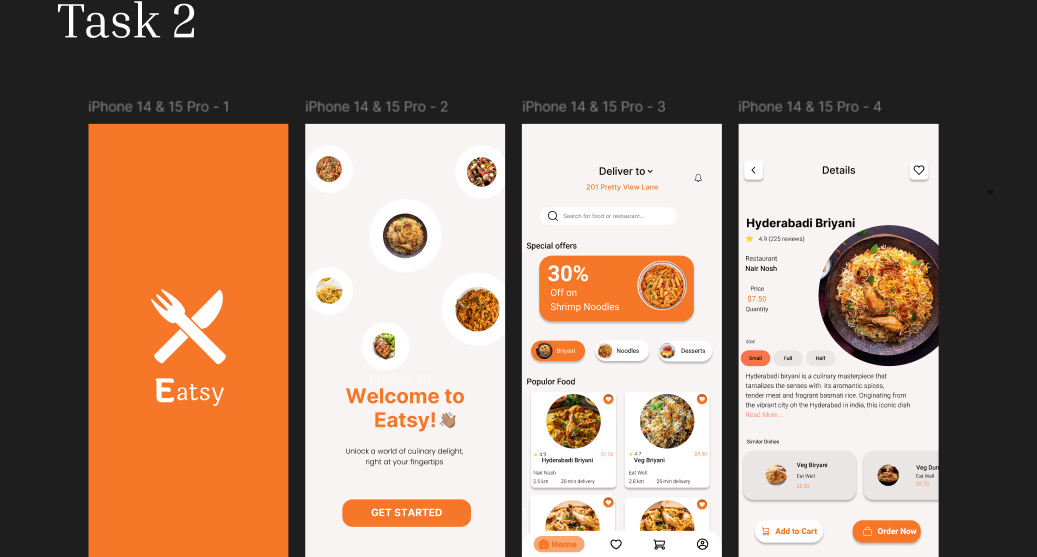 Task 2
iPhone 14 & 15 Pro - 1
Eatsy
iPhone 14 & 15 Pro - 2
Welcome to
Eatsy!👋🏽
Unlock a world of culinary delight,
right at your fingertips
GET STARTED
iPhone 14 & 15 Pro - 3
Deliver to
201 Pretty View Lane
Search for food or restaurant...
Special offers
30%
Off on
Shrimp Noodles
Briyani
Noodles
Desserts
Populor Food
4.9
$7.50
Hyderabadi Briyani
Nair Nosh
2.5 km 20 min delivery
4.7
$5.50
Veg Briyani
Eat Well
2.8 km 25 min delivery
Home
iPhone 14 & 15 Pro - 4
Details
Hyderabadi Briyani
4.9 (225 reviews)
Restaurant
Nair Nosh
Price
$7.50
Quantity
size
Small Full Half
Hyderabadi biryani is a culinary masterpiece that
tantalizes the senses with its aromantic spices,
tender meat and fragrant basmati rice. Originating from
the vibrant city oh the Hyderabad in india, this iconic dish
Read More...
Similar Dishes
Veg Biryani
Eat Well
$5.50
Veg Dum
Eat Well
$5.50
Add to Cart
Order Now